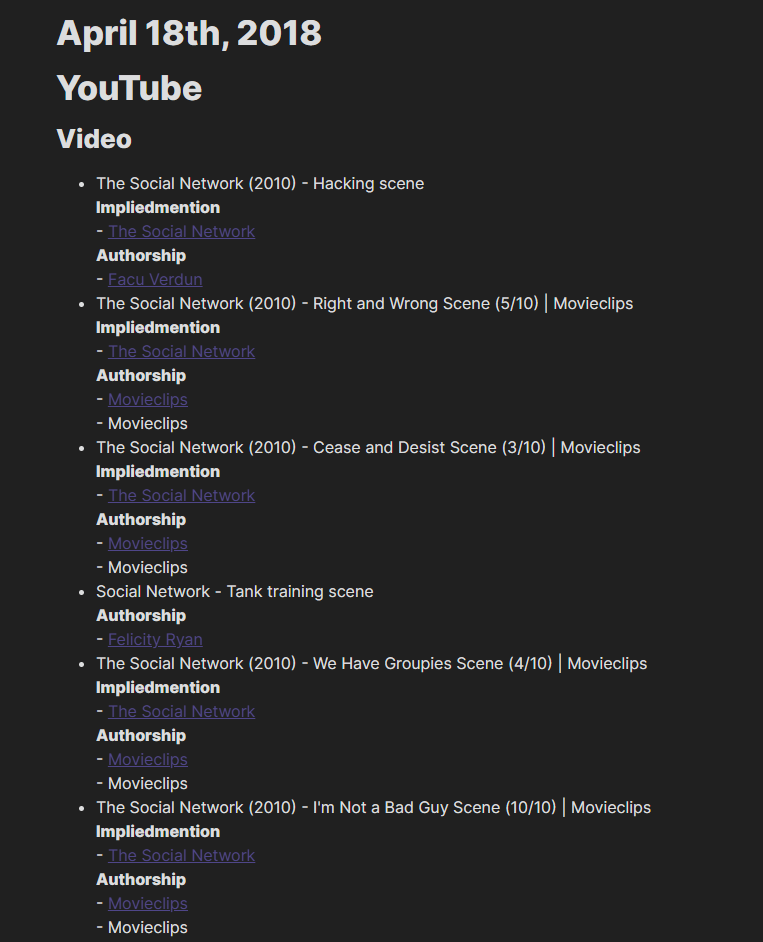 April 18th, 2018
YouTube
Video
• The Social Network (2010) - Hacking scene
Impliedmention
- The Social Network
Authorship
- Facu Verdun
• The Social Network (2010) - Right and Wrong Scene (5/10) | Movieclips
Impliedmention
- The Social Network
Authorship
- Movieclips
- Movieclips
• The Social Network (2010) - Cease and Desist Scene (3/10) | Movieclips
Impliedmention
- The Social Network
Authorship
- Movieclips
- Movieclips
• Social Network - Tank training scene
Authorship
- Felicity Ryan
• The Social Network (2010) - We Have Groupies Scene (4/10) | Movieclips
Impliedmention
- The Social Network
Authorship
- Movieclips
- Movieclips
• The Social Network (2010) - I'm Not a Bad Guy Scene (10/10) | Movieclips
Impliedmention
- The Social Network
Authorship
- Movieclips
- Movieclips